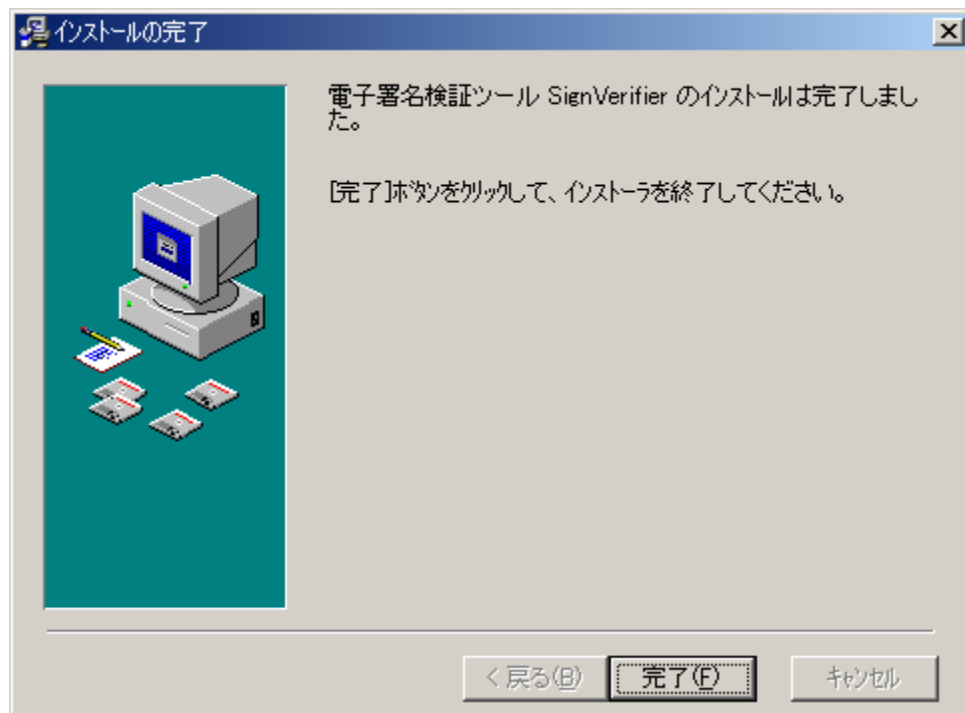 インストールの完了
電子署名検証ツール SignVerifier のインストールは完了しまし
た。
[完了]ボタンをクリックして、インストーラを終了してください。
< 戻る(B)
完了(F)
キャンセル